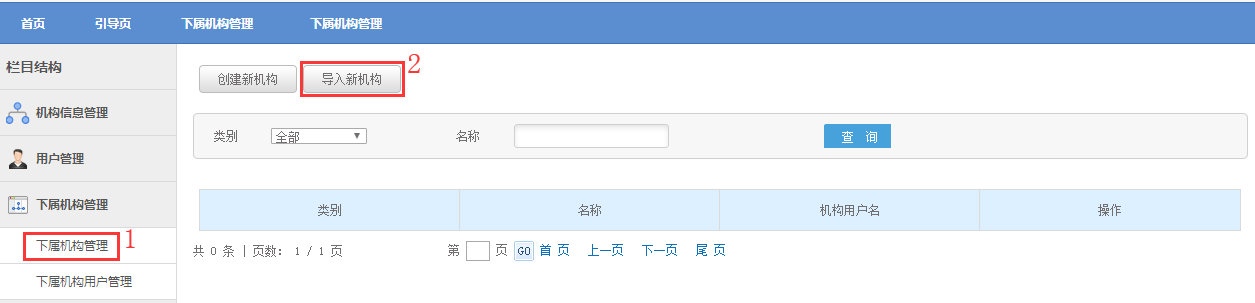 首页 引导页 下属机构管理 下属机构管理
栏目结构
机构信息管理
用户管理
下属机构管理
下属机构管理 1
下属机构用户管理
创建新机构 导入新机构 2
类别 全部 名称 查 询
类别 名称 机构用户名 操作
共 0 条 | 页数: 1 / 1 页 第 页 GO 首 页 上一页 下一页 尾 页